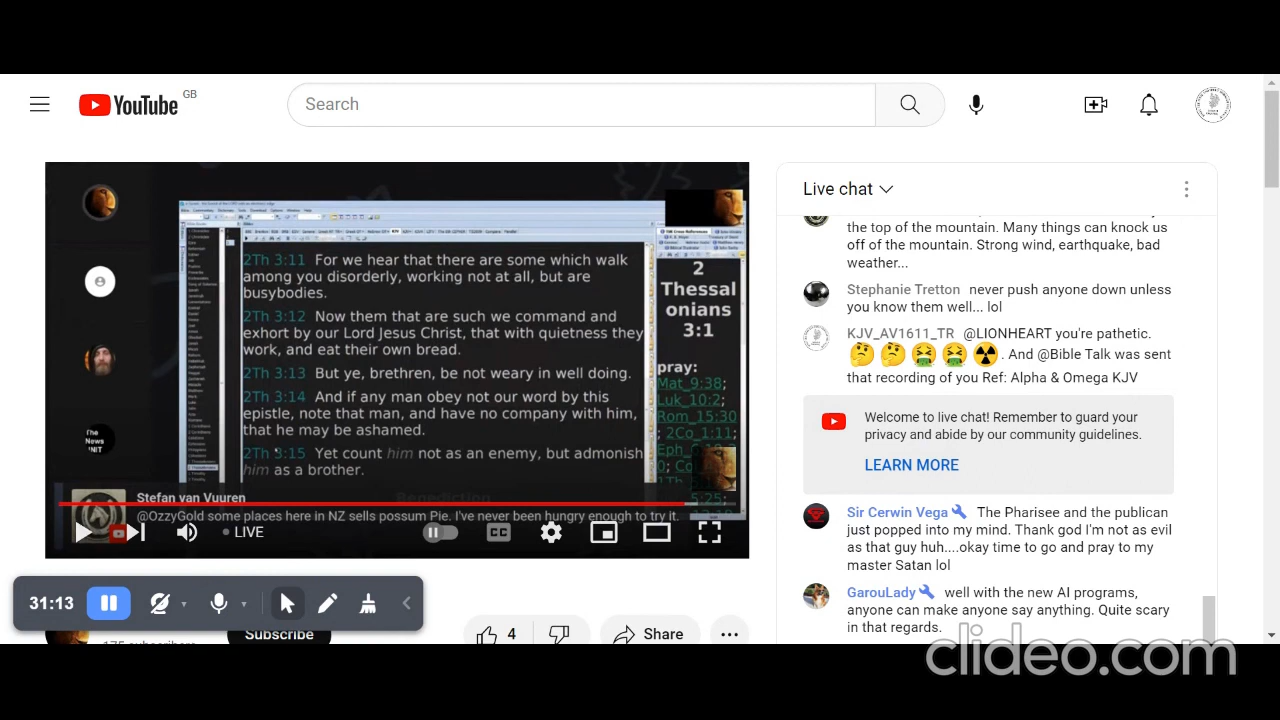 YouTube GB
Search
Live chat
2Th 3:11 For we hear that there are some which walk
among you disorderly, working not at all, but are
busybodies.
2Th 3:12 Now them that are such we command and
exhort by our Lord Jesus Christ, that with quietness they
work, and eat their own bread.
2Th 3:13 But ye, brethren, be not weary in well doing.
2Th 3:14 And if any man obey not our word by this
epistle, note that man, and have no company with him,
that he may be ashamed.
2Th 3:15 Yet count him not as an enemy, but admonish
him as a brother.
Benediction
2
Thessal
onians
3:1
pray:
Mat_9:38;
Luk_10:2;
Rom_15:30
2Co_1:11;
The
News
UNIT
Stefan van Vuuren
@OzzyGold some places here in NZ sells possum Pie. I've never been hungry enough to try it.
LIVE
CC
31:13
175 subscribers
Subscribe
4
Share
the top of the mountain. Many things can knock us
off of the mountain. Strong wind, earthquake, bad
weather...
Stephanie Tretton never push anyone down unless
you know them well... lol
KJV_AV1611_TR @LIONHEART you're pathetic.
🤔🤔🤮🤮☢. And @Bible Talk was sent
that recording of you Ref: Alpha & Omega KJV
Welcome to live chat! Remember to guard your
privacy and abide by our community guidelines.
LEARN MORE
Sir Cerwin Vega The Pharisee and the publican
just popped into my mind. Thank god I'm not as evil
as that guy huh....okay time to go and pray to my
master Satan lol
GarouLady well with the new AI programs,
anyone can make anyone say anything. Quite scary
in that regards.
clideo.com